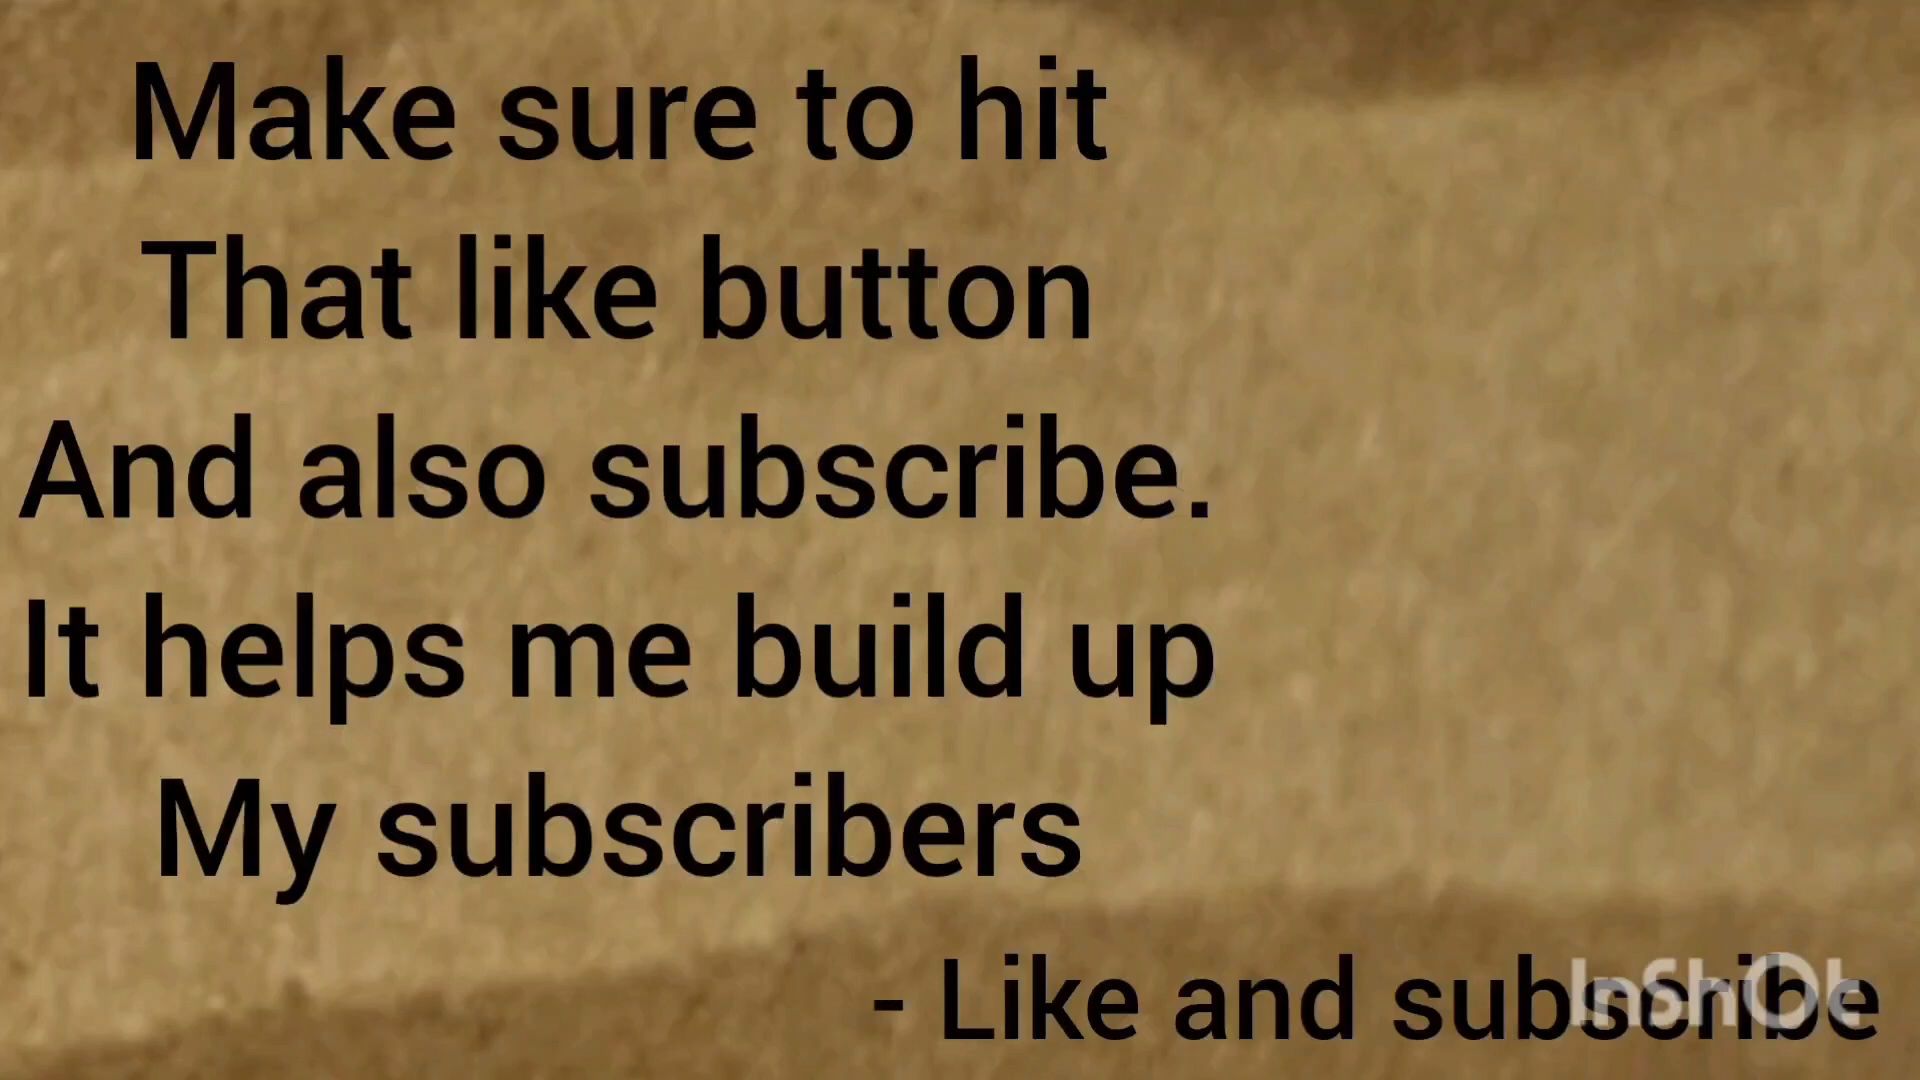 Make sure to hit
That like button
And also subscribe.
It helps me build up
My subscribers
- Like and subscribe
InShOt